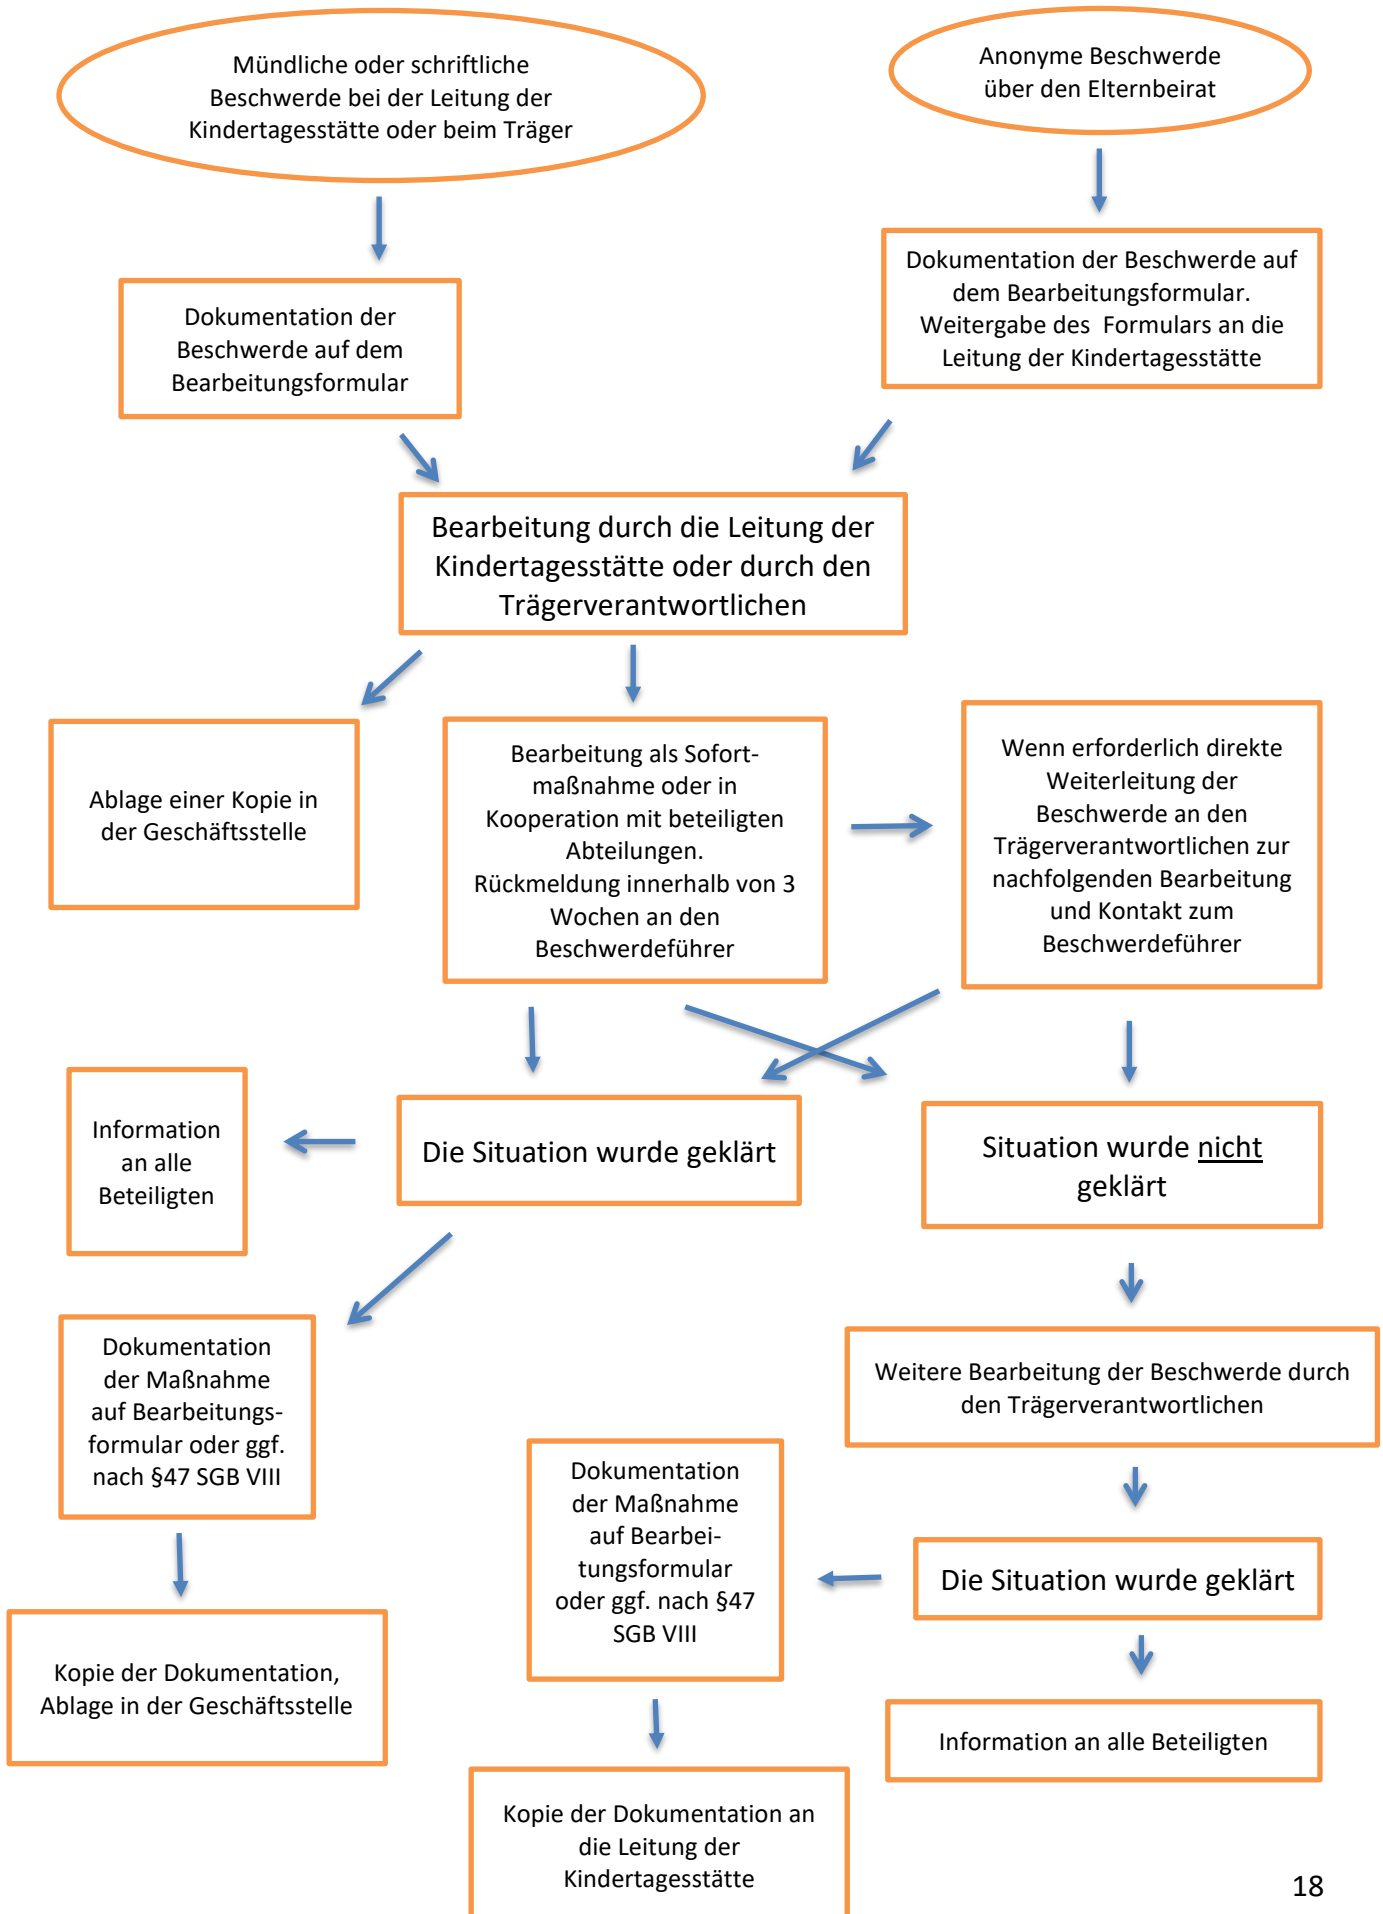 Mündliche oder schriftliche
Beschwerde bei der Leitung der
Kindertagesstätte oder beim Träger
Anonyme Beschwerde
über den Elternbeirat
Dokumentation der
Beschwerde auf dem
Bearbeitungsformular
Dokumentation der Beschwerde auf
dem Bearbeitungsformular.
Weitergabe des Formulars an die
Leitung der Kindertagesstätte
Bearbeitung durch die Leitung der
Kindertagesstätte oder durch den
Trägerverantwortlichen
Ablage einer Kopie in
der Geschäftsstelle
Bearbeitung als Sofort-
maßnahme oder in
Kooperation mit beteiligten
Abteilungen.
Rückmeldung innerhalb von 3
Wochen an den
Beschwerdeführer
Wenn erforderlich direkte
Weiterleitung der
Beschwerde an den
Trägerverantwortlichen zur
nachfolgenden Bearbeitung
und Kontakt zum
Beschwerdeführer
Information
an alle
Beteiligten
Die Situation wurde geklärt
Situation wurde nicht
geklärt
Dokumentation
der Maßnahme
auf Bearbeitungs-
formular oder ggf.
nach §47 SGB VIII
Weitere Bearbeitung der Beschwerde durch
den Trägerverantwortlichen
Dokumentation
der Maßnahme
auf Bearbei-
tungsformular
oder ggf. nach §47
SGB VIII
Die Situation wurde geklärt
Kopie der Dokumentation,
Ablage in der Geschäftsstelle
Information an alle Beteiligten
Kopie der Dokumentation an
die Leitung der
Kindertagesstätte
18